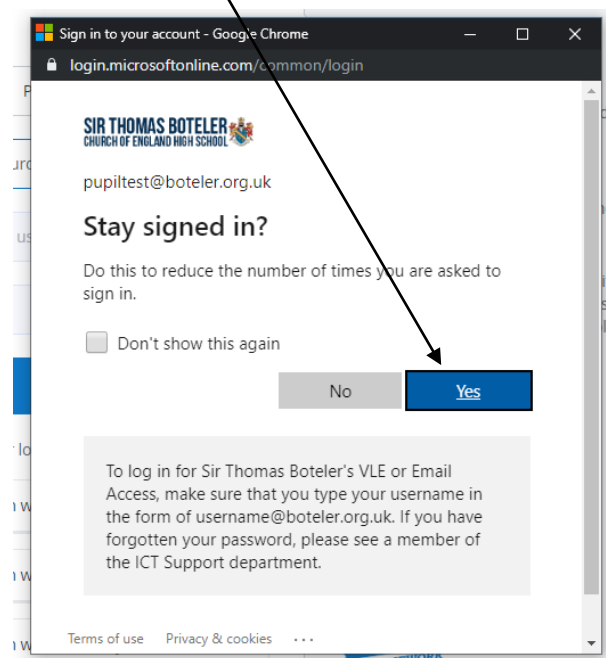 Sign in to your account - Google Chrome
login.microsoftonline.com/common/login
SIR THOMAS BOTELER
CHURCH OF ENGLAND HIGH SCHOOL
pupiltest@boteler.org.uk
Stay signed in?
Do this to reduce the number of times you are asked to
sign in.
Don't show this again
No
Yes
To log in for Sir Thomas Boteler's VLE or Email
Access, make sure that you type your username in
the form of username@boteler.org.uk. If you have
forgotten your password, please see a member of
the ICT Support department.
Terms of use
Privacy & cookies
...